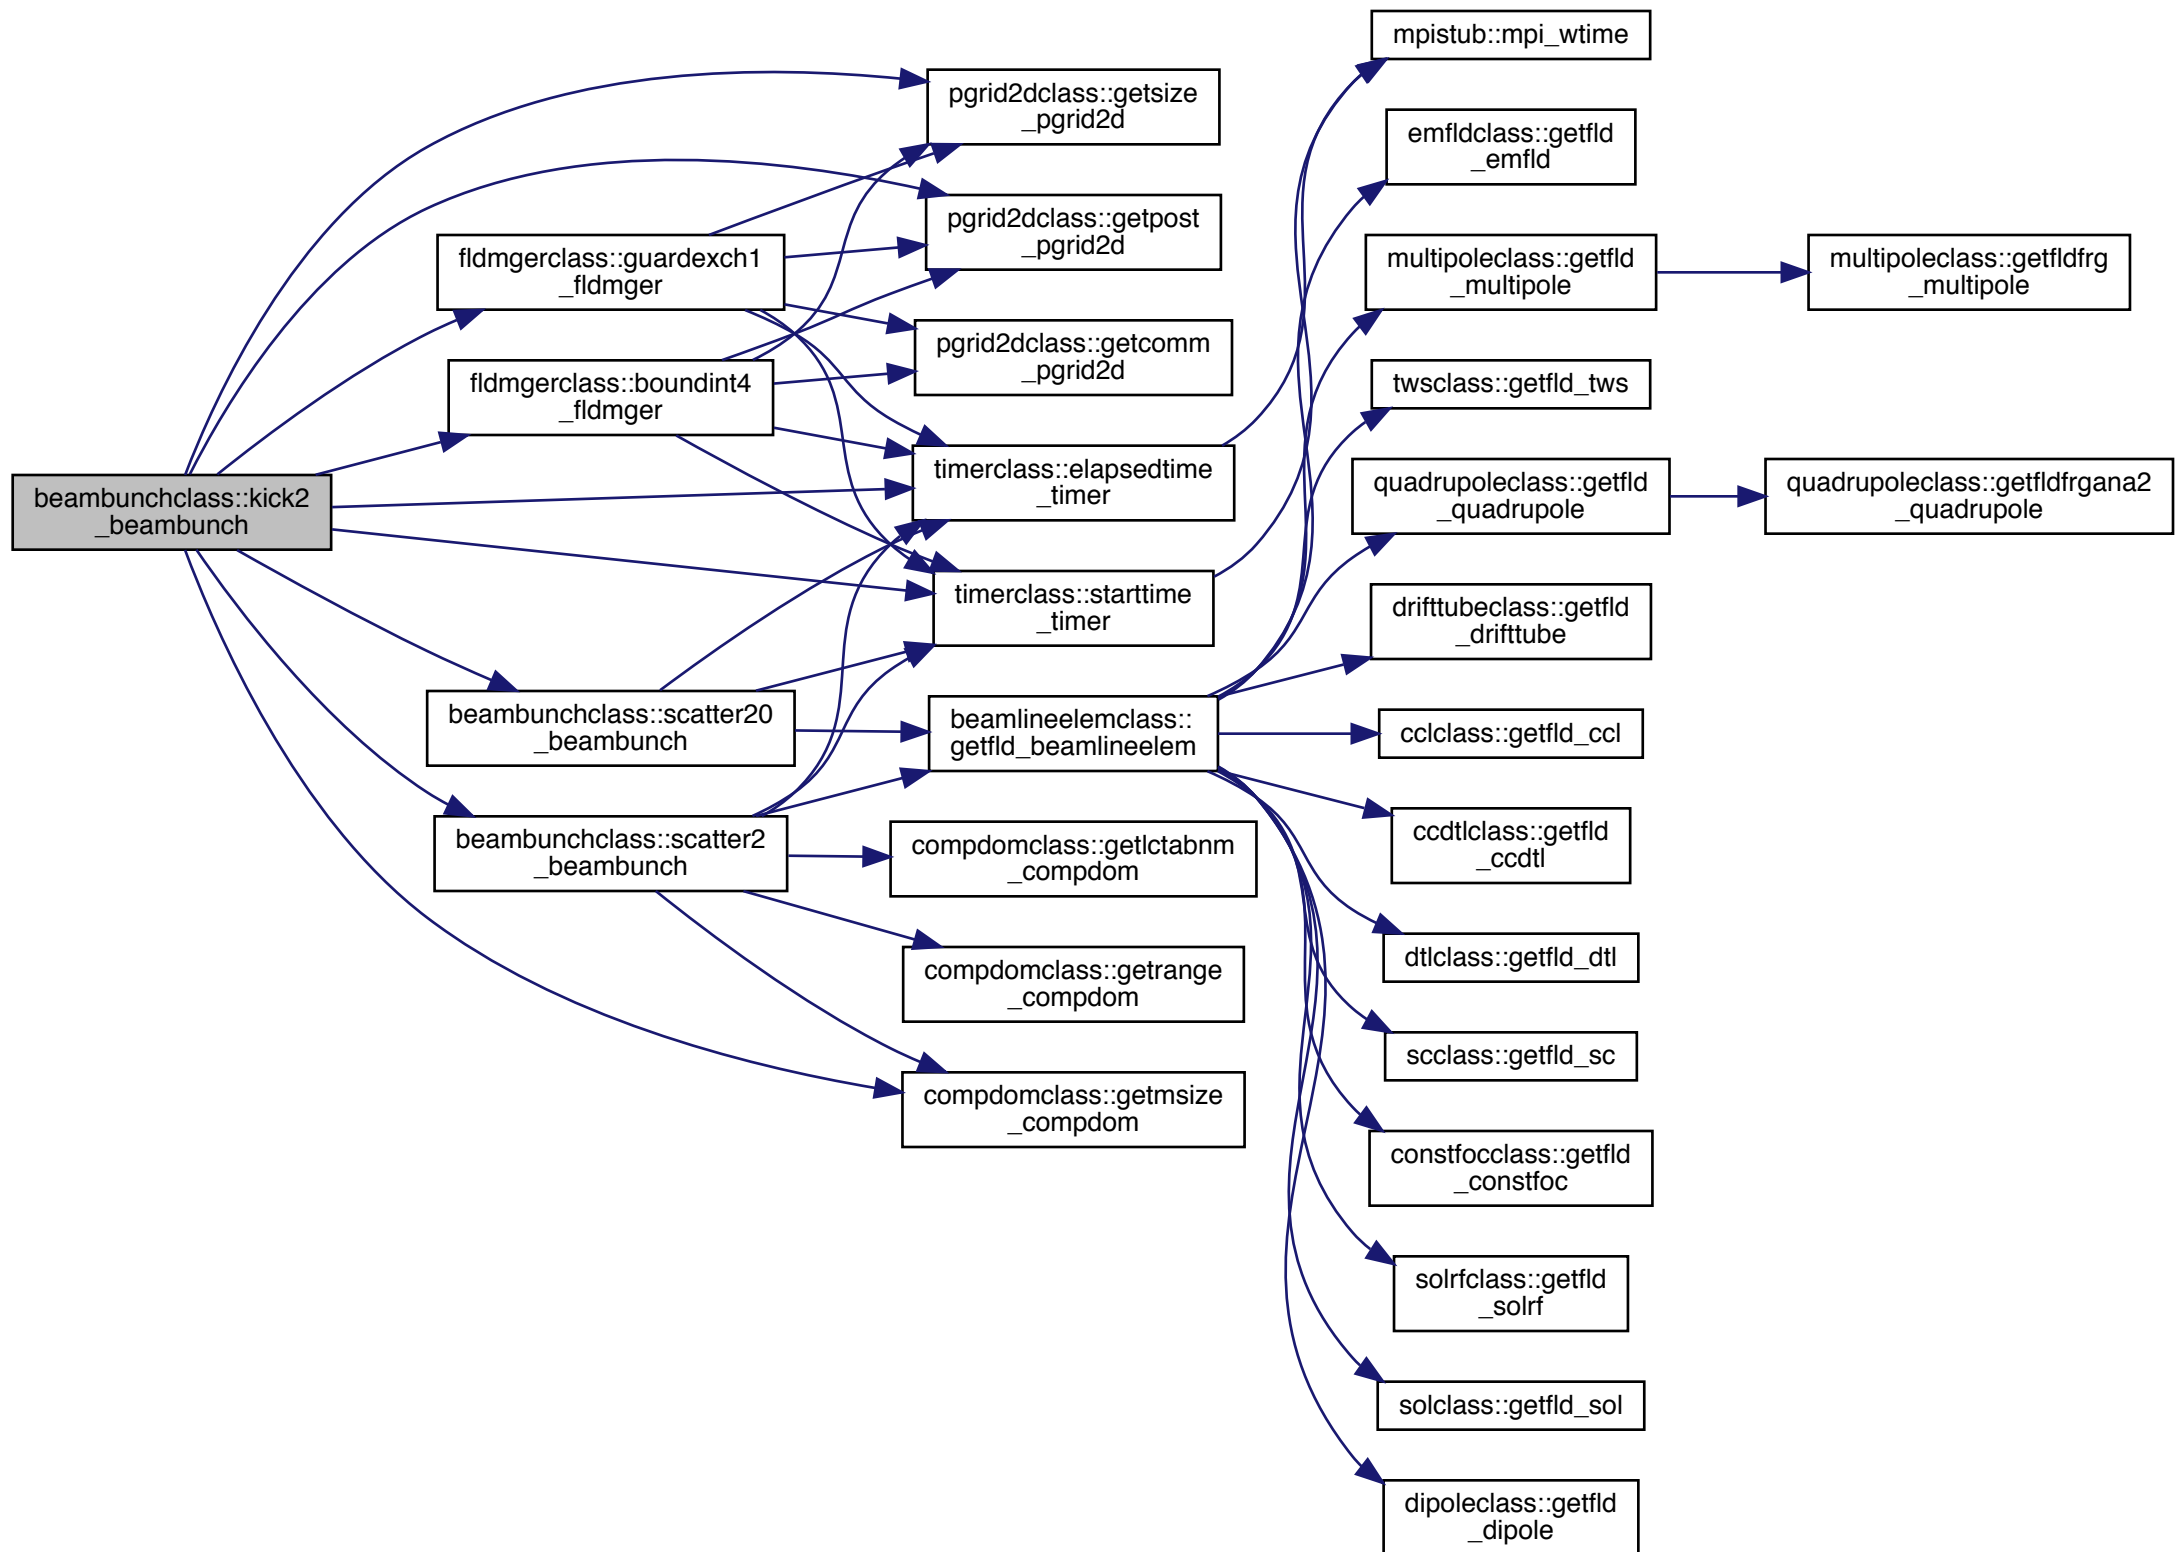 beambunchclass::kick2
_beambunch
fldmgerclass::guardexch1
_fldmger
fldmgerclass::boundint4
_fldmger
beambunchclass::scatter20
_beambunch
beambunchclass::scatter2
_beambunch
pgrid2dclass::getsize
_pgrid2d
pgrid2dclass::getpost
_pgrid2d
pgrid2dclass::getcomm
_pgrid2d
timerclass::elapsedtime
_timer
timerclass::starttime
_timer
beamlineelemclass::
getfld_beamlineelem
compdomclass::getlctabnm
_compdom
compdomclass::getrange
_compdom
compdomclass::getmsize
_compdom
mpistub::mpi_wtime
emfldclass::getfld
_emfld
multipoleclass::getfld
_multipole
twsclass::getfld_tws
quadrupoleclass::getfld
_quadrupole
drifttubeclass::getfld
_drifttube
cclclass::getfld_ccl
ccdtlclass::getfld
_ccdtl
dtlclass::getfld_dtl
scclass::getfld_sc
constfocclass::getfld
_constfoc
solrfclass::getfld
_solrf
solclass::getfld_sol
dipoleclass::getfld
_dipole
multipoleclass::getfldfrg
_multipole
quadrupoleclass::getfldfrgana2
_quadrupole